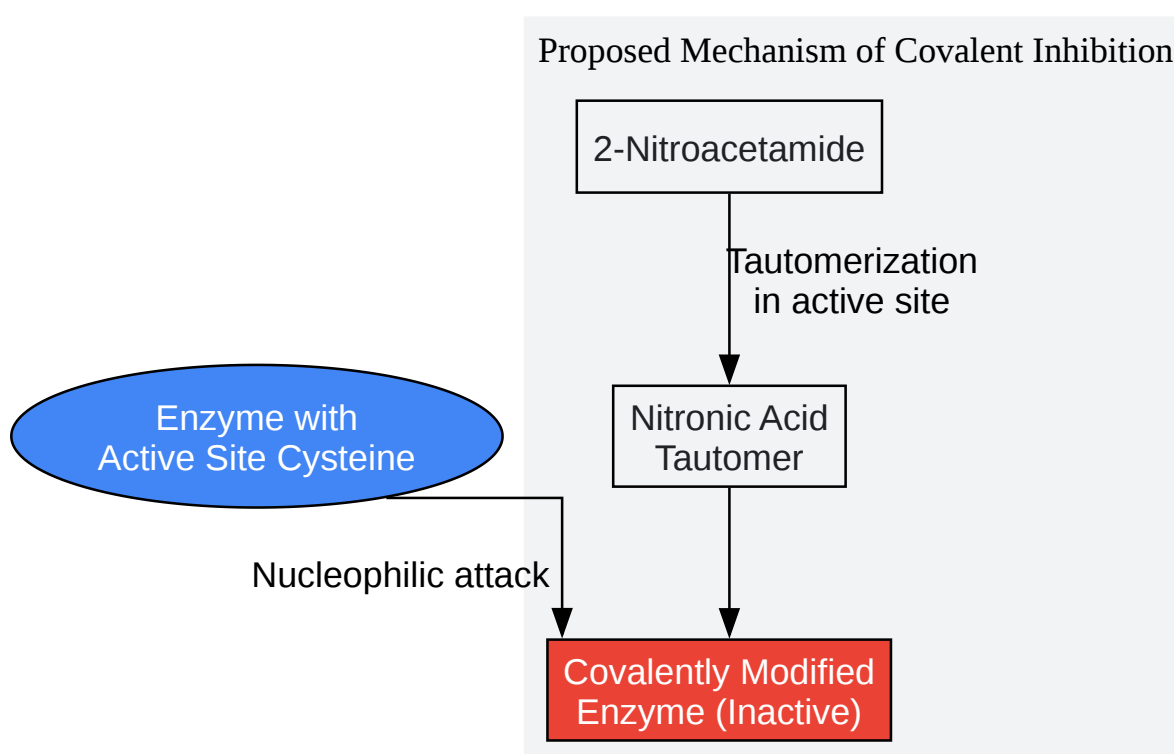 Proposed Mechanism of Covalent Inhibition
2-Nitroacetamide
Tautomerization
in active site
Enzyme with
Active Site Cysteine
Nitronic Acid
Tautomer
Nucleophilic attack
Covalently Modified
Enzyme (Inactive)